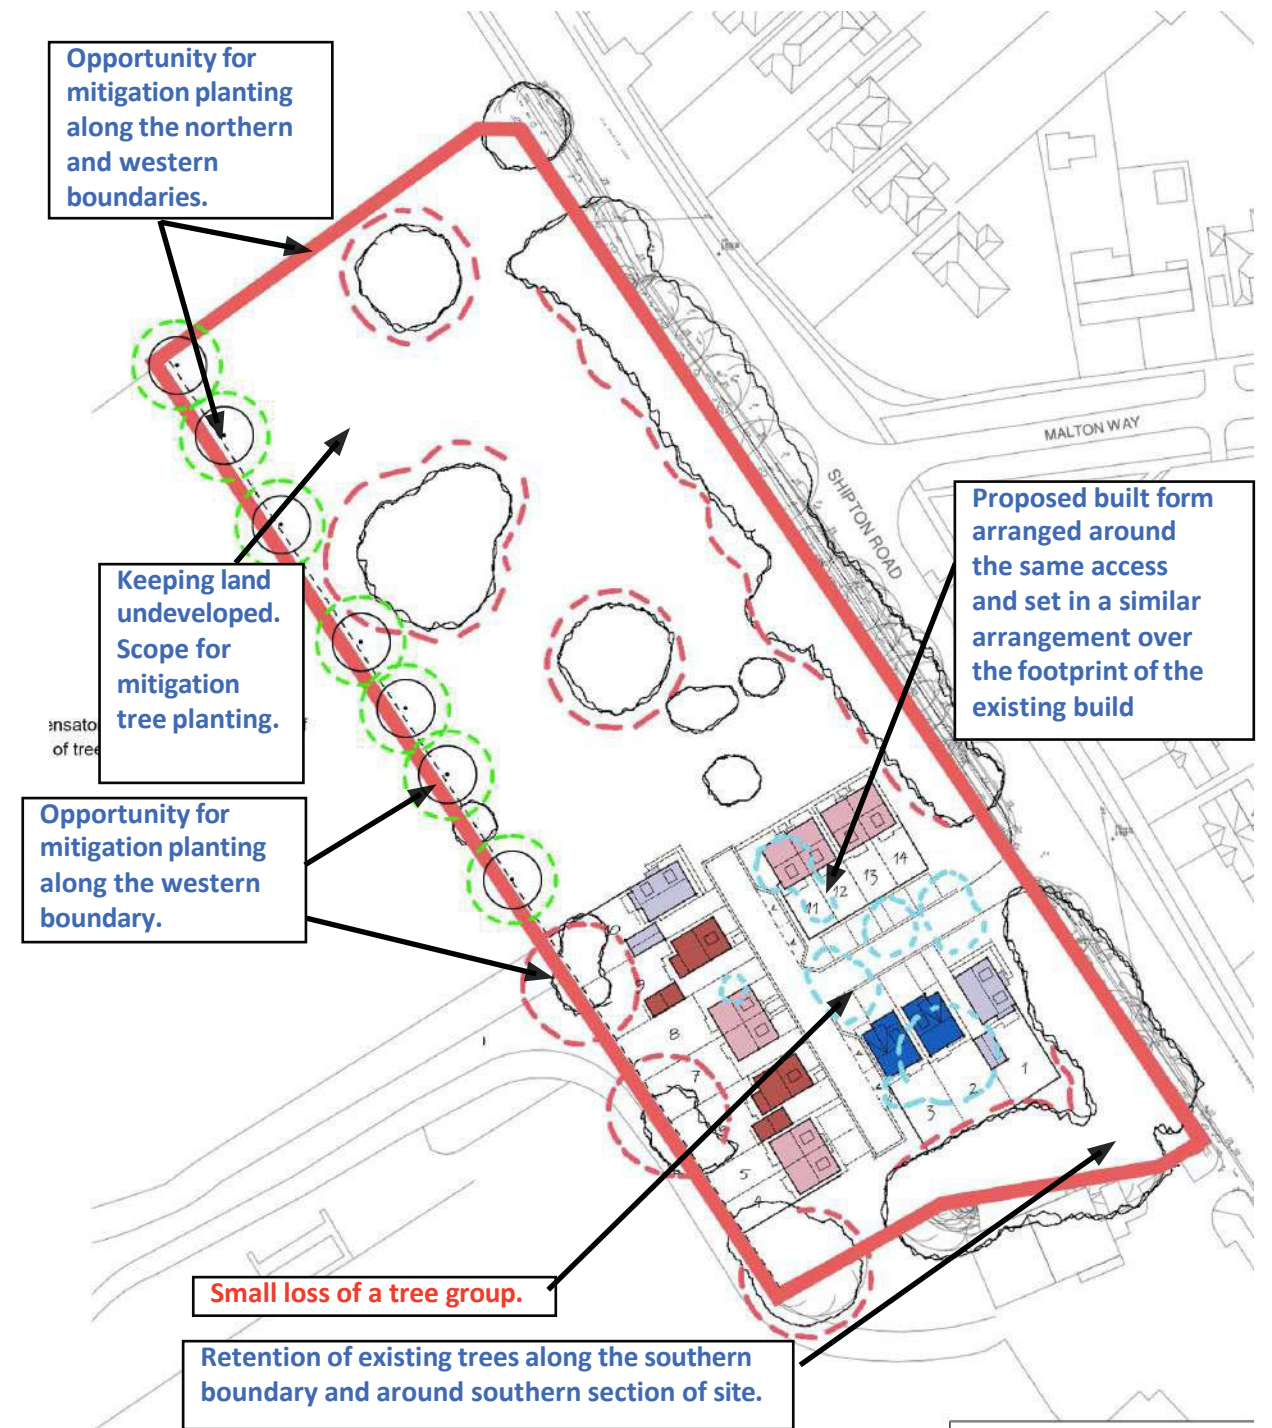 Opportunity for
mitigation planting
along the northern
and western
boundaries.
MALTON WAY
SHIPTON ROAD
Proposed built form
arranged around
the same access
and set in a similar
arrangement over
the footprint of the
existing build
Keeping land
undeveloped.
Scope for
mitigation
tree planting.
of tree
Opportunity for
mitigation planting
along the western
boundary.
14
13
12
11
8
7
5
3
2
1
Small loss of a tree group.
Retention of existing trees along the southern
boundary and around southern section of site.